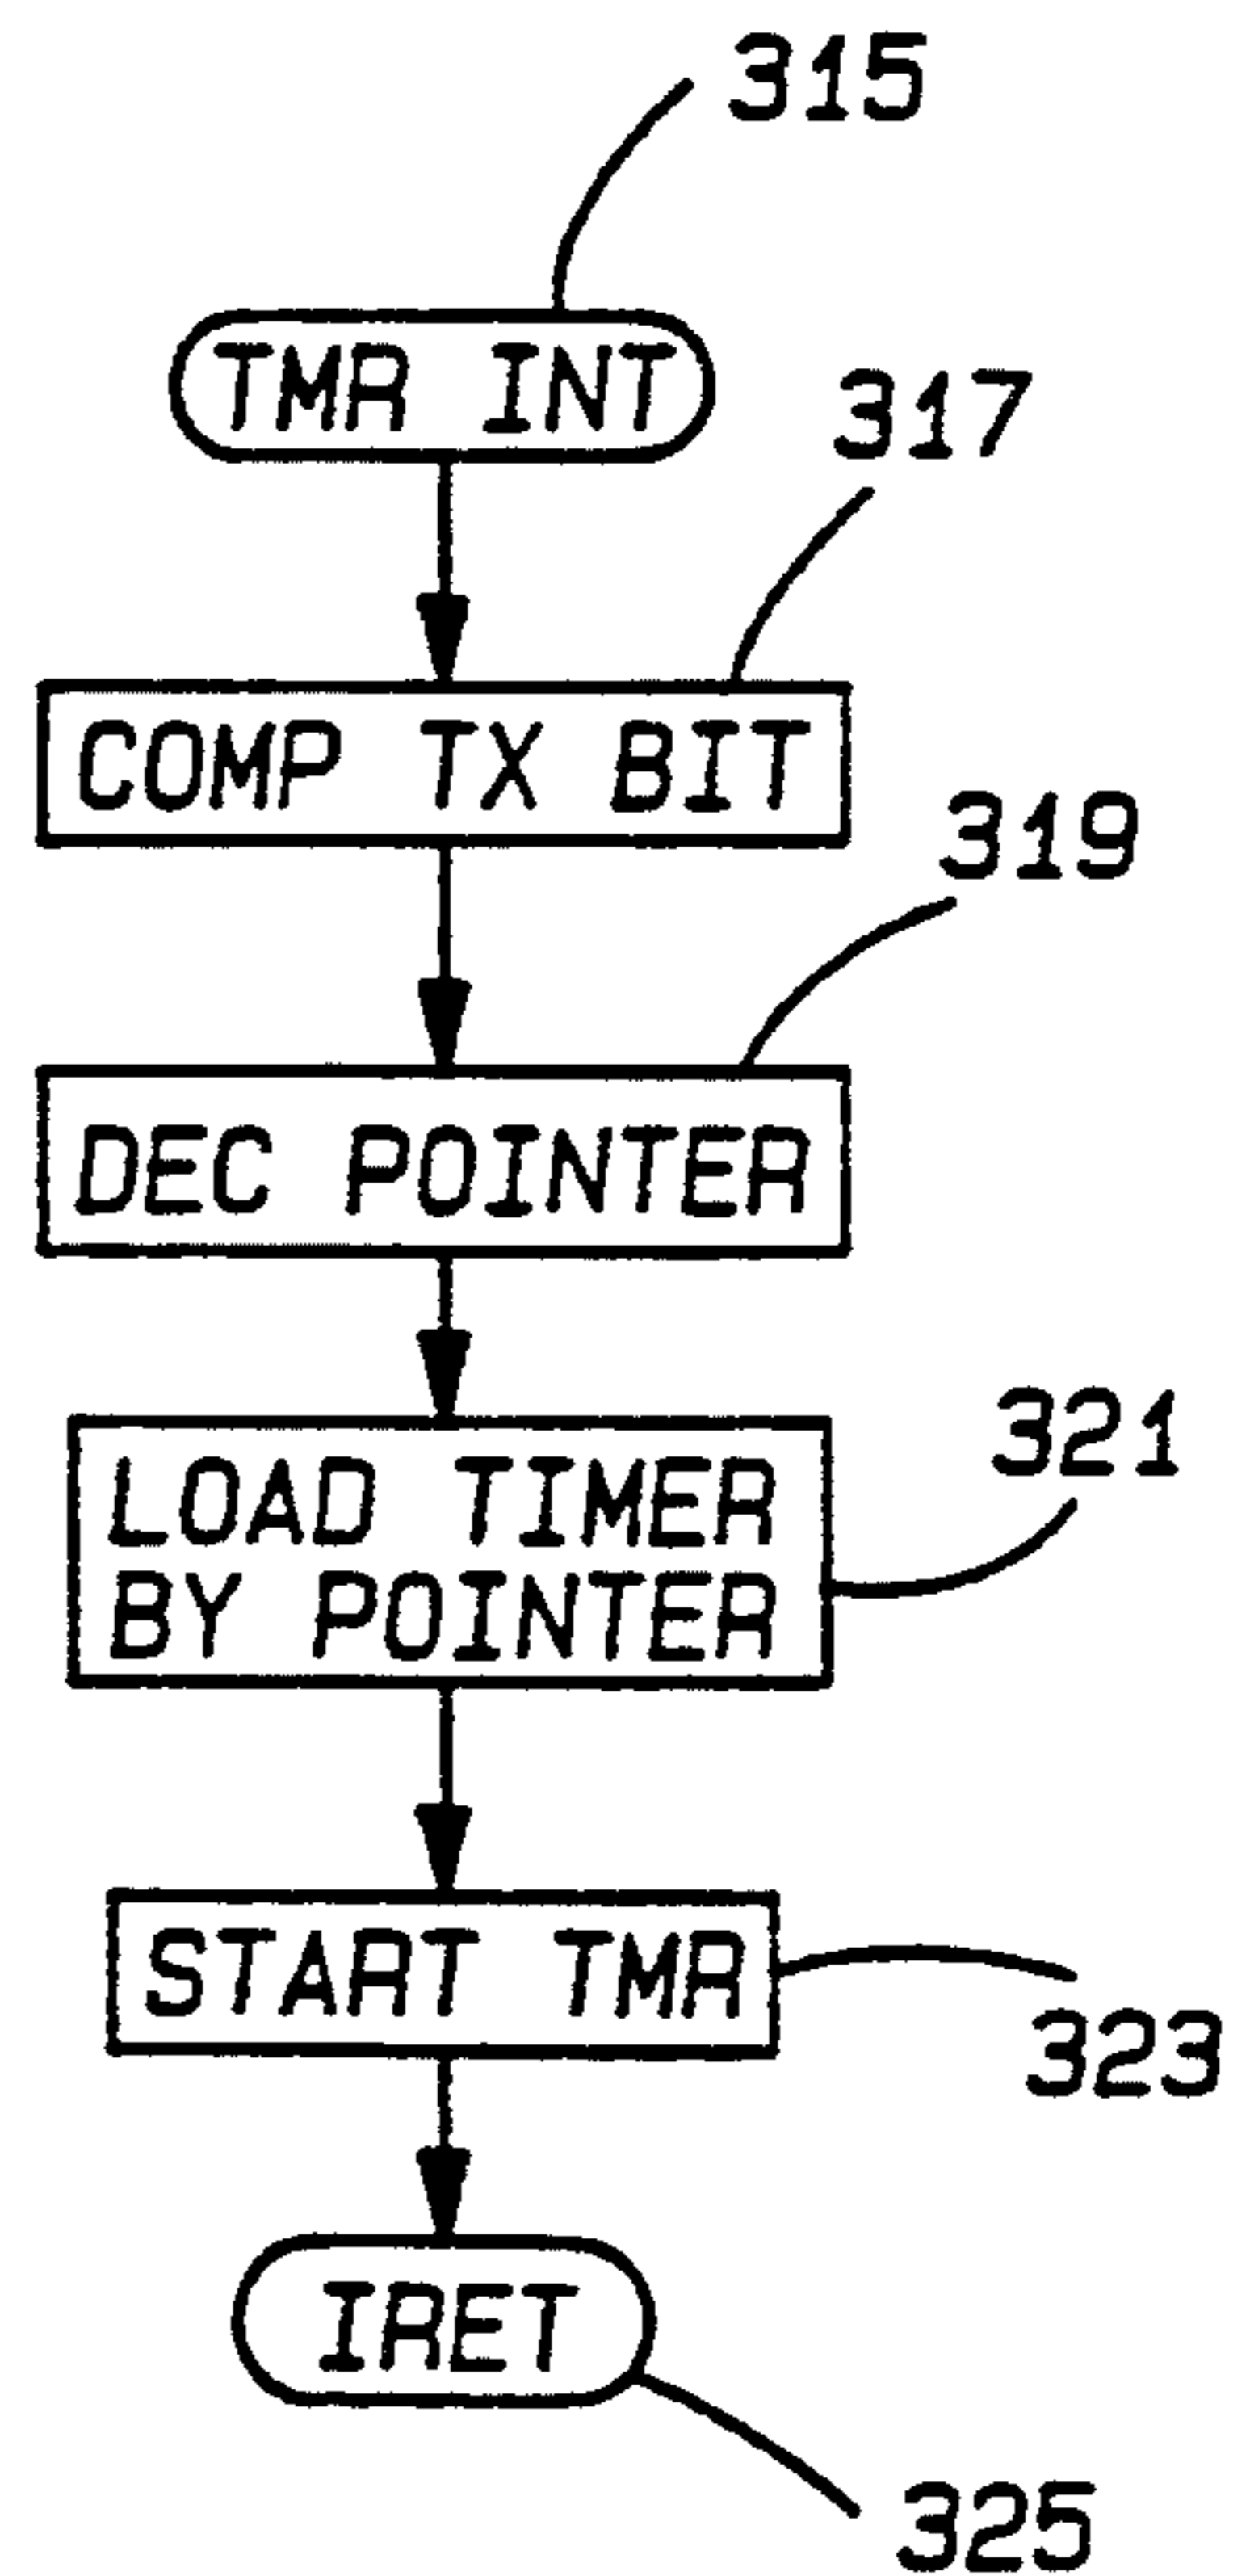 315
TMR INT
317
COMP TX BIT
319
DEC POINTER
321
LOAD TIMER
BY POINTER
START TMR
323
IRET
325